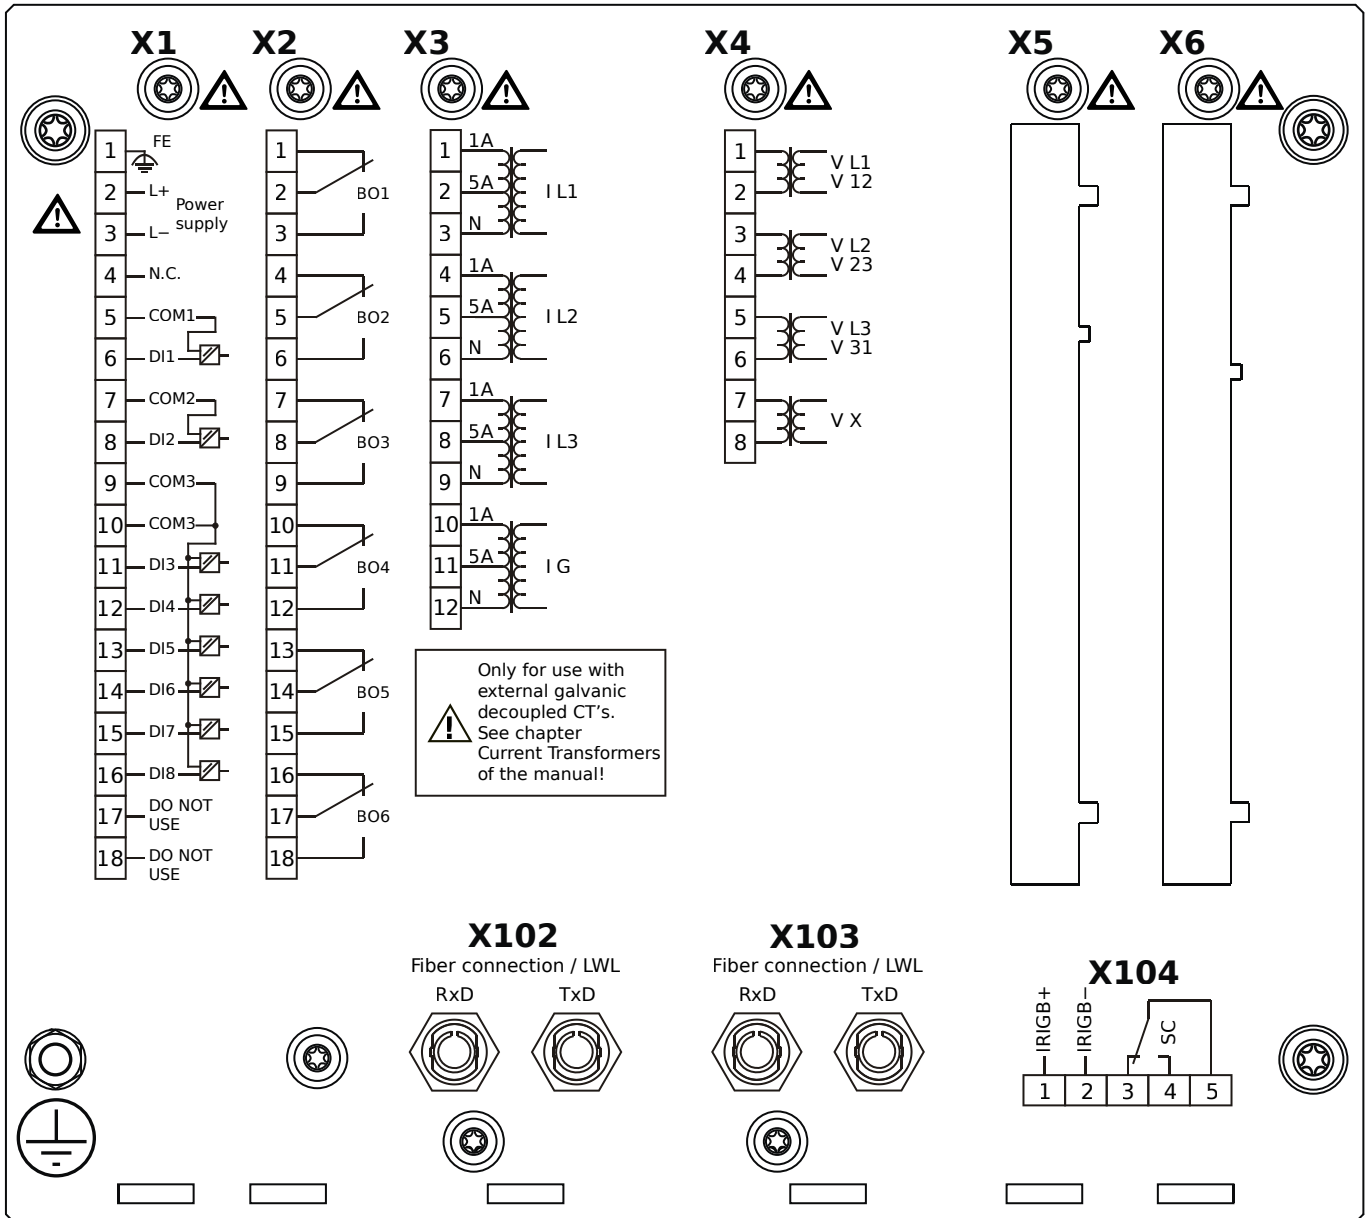 X1 X2 X3 X4 X5 X6
1 FE
2 L+
Power
supply
3 L−
4 N.C.
5 COM1
6 DI1
7 COM2
8 DI2
9 COM3
10 COM3
11 DI3
12 DI4
13 DI5
14 DI6
15 DI7
16 DI8
17 DO NOT
USE
18 DO NOT
USE
1
2 BO1
3
4
5 BO2
6
7
8 BO3
9
10
11 BO4
12
13
14 BO5
15
16
17 BO6
18
1 1A
2 5A I L1
3 N
4 1A
5 5A I L2
6 N
7 1A
8 5A I L3
9 N
10 1A
11 5A I G
12 N
Only for use with
external galvanic
decoupled CT's.
See chapter
Current Transformers
of the manual!
1 V L1
2 V 12
3 V L2
4 V 23
5 V L3
6 V 31
7 V X
8
X102
Fiber connection / LWL
RxD TxD
X103
Fiber connection / LWL
RxD TxD
X104
IRIGB+ IRIGB− SC
1 2 3 4 5